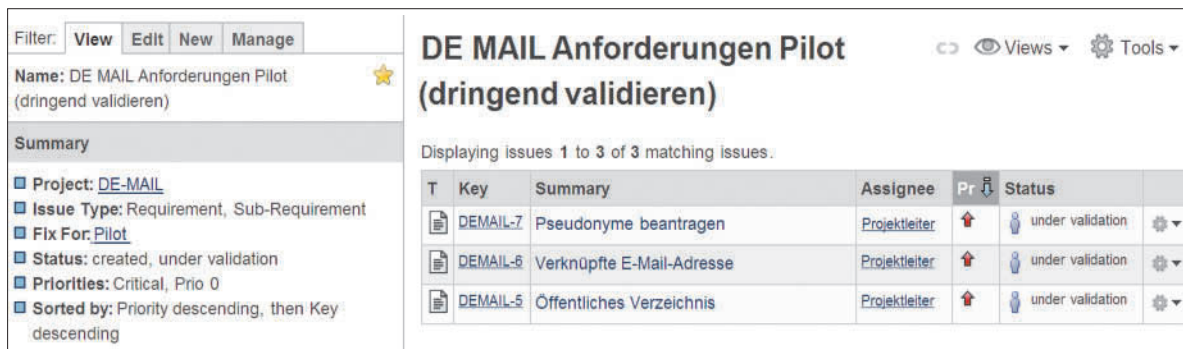 Filter: View Edit New Manage
Name: DE MAIL Anforderungen Pilot
(dringend validieren)
Summary
Project: DE-MAIL
Issue Type: Requirement, Sub-Requirement
Fix For: Pilot
Status: created, under validation
Priorities: Critical, Prio 0
Sorted by: Priority descending, then Key
descending
DE MAIL Anforderungen Pilot
(dringend validieren)
Views Tools
Displaying issues 1 to 3 of 3 matching issues.
T Key Summary Assignee Pr Status
DEMAIL-7 Pseudonyme beantragen Projektleiter under validation
DEMAIL-6 Verknüpfte E-Mail-Adresse Projektleiter under validation
DEMAIL-5 Öffentliches Verzeichnis Projektleiter under validation